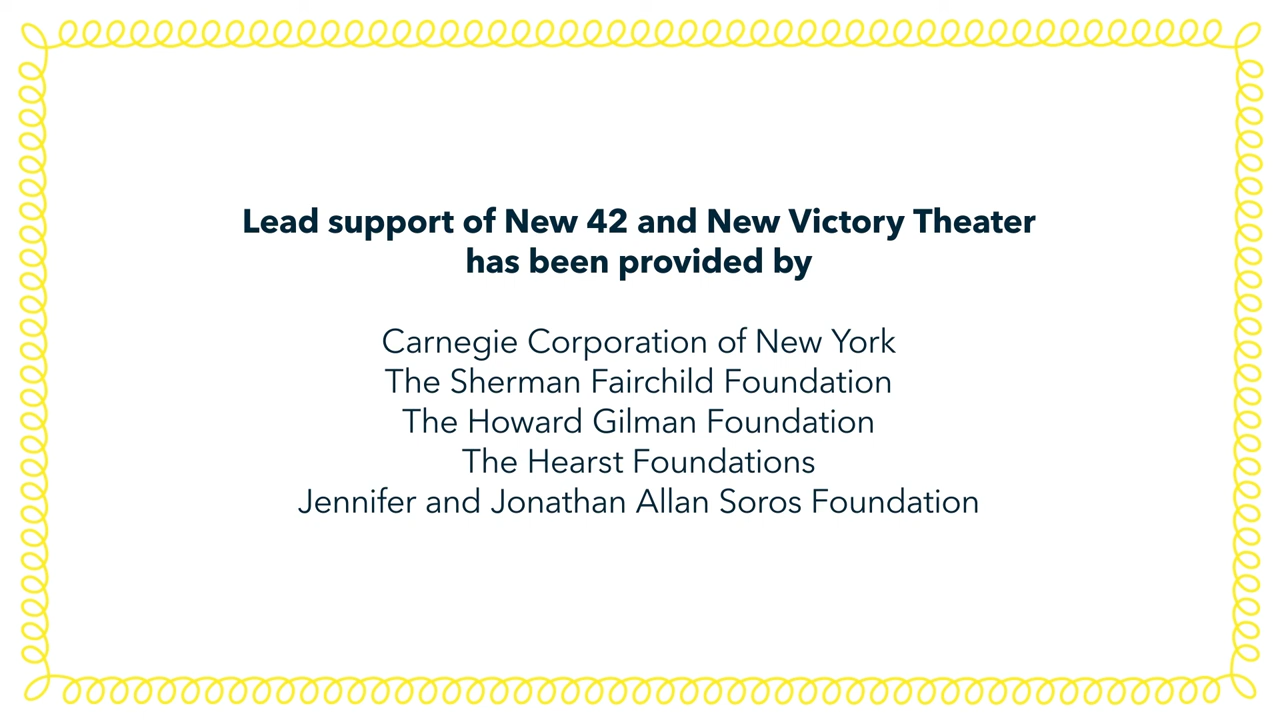 Lead support of New 42 and New Victory Theater
has been provided by
Carnegie Corporation of New York
The Sherman Fairchild Foundation
The Howard Gilman Foundation
The Hearst Foundations
Jennifer and Jonathan Allan Soros Foundation